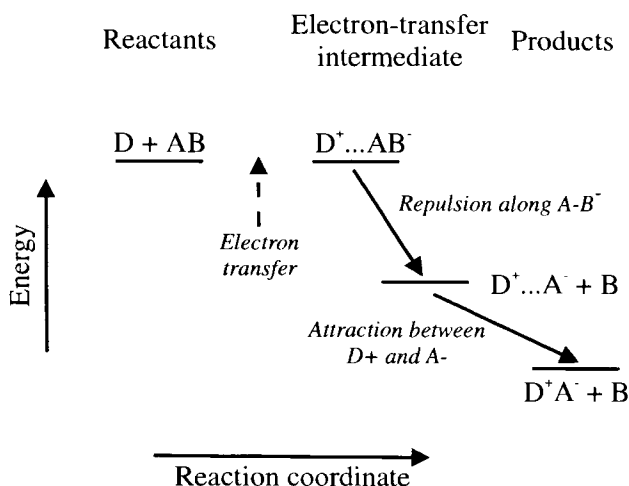 Reactants
Electron-transfer
intermediate
Products
D + AB
D⁺...AB⁻
Repulsion along A-B⁻
Electron
transfer
Energy
D⁺...A⁻ + B
Attraction between
D+ and A-
D⁺A⁻ + B
Reaction coordinate